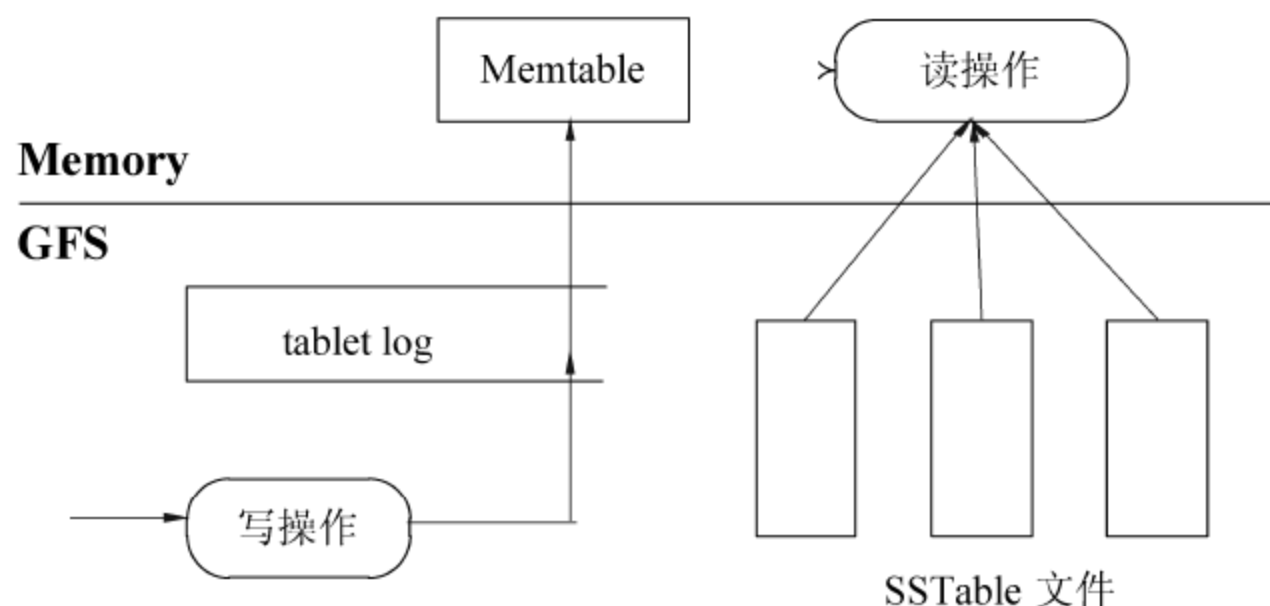 Memtable
读操作
Memory
GFS
tablet log
写操作
SSTable 文件